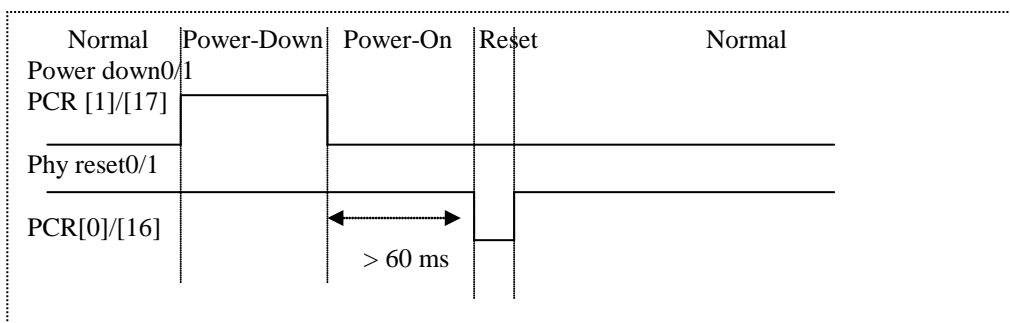 Normal Power-Down Power-On Reset Normal
Power down0/1
PCR [1]/[17]
Phy reset0/1
PCR[0]/[16]
> 60 ms